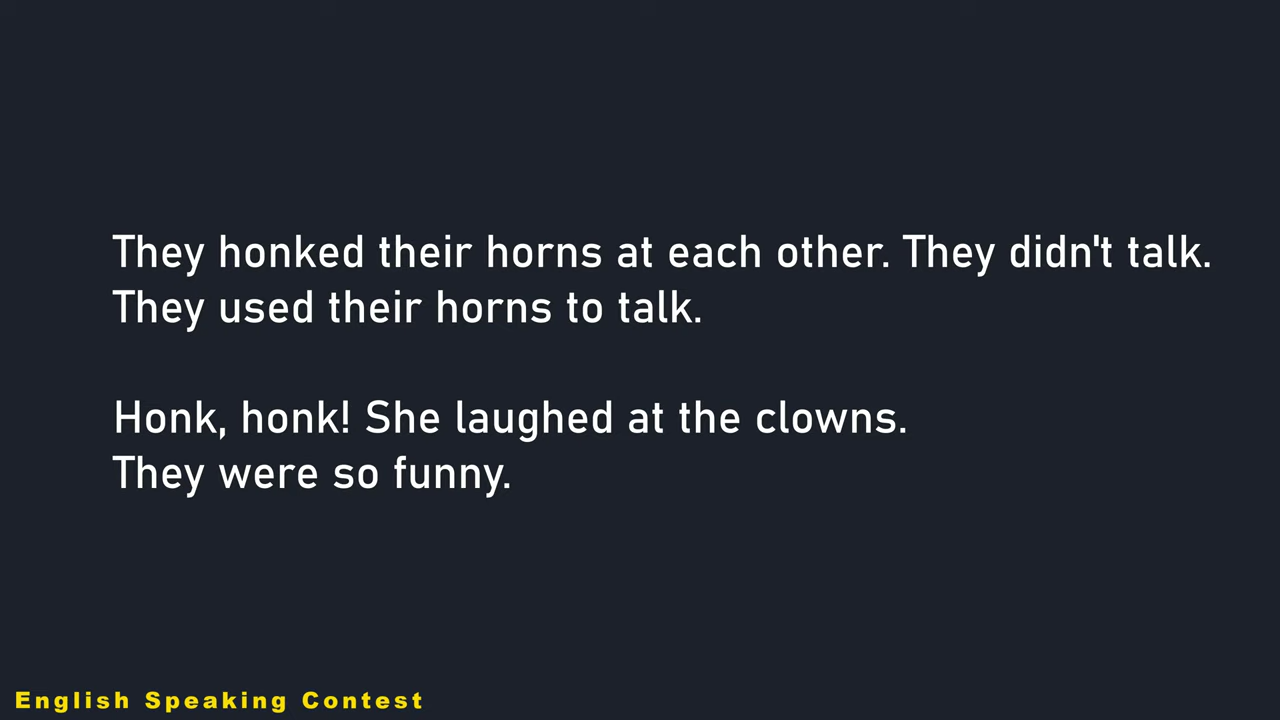 They honked their horns at each other. They didn't talk.
They used their horns to talk.
Honk, honk! She laughed at the clowns.
They were so funny.
English Speaking Contest